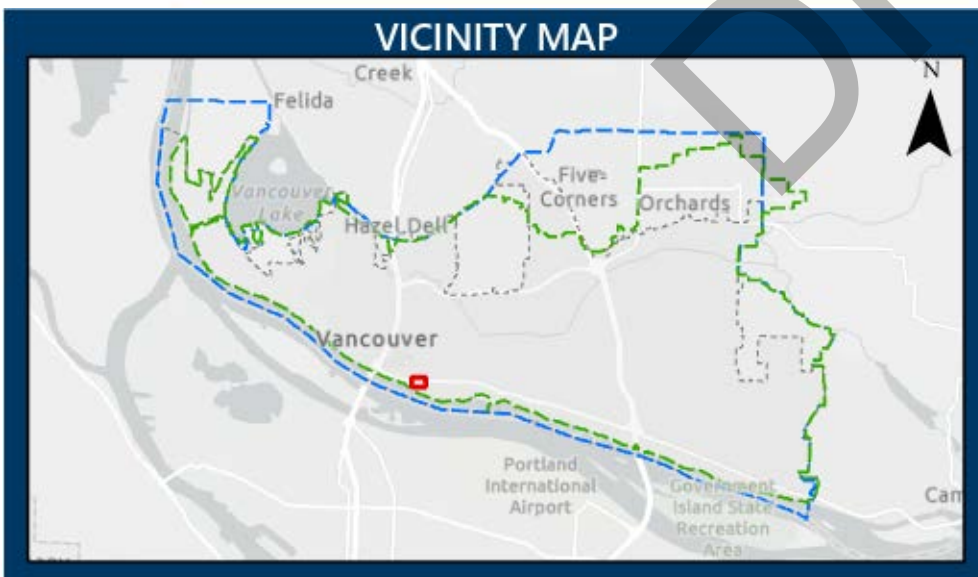 VICINITY MAP
Creek
N
Felida
Vancouver
Lake
Five
Corners
Orchards
Hazel Dell
Vancouver
Portland
International
Airport
Government
Island State
Recreation
Area
Cam